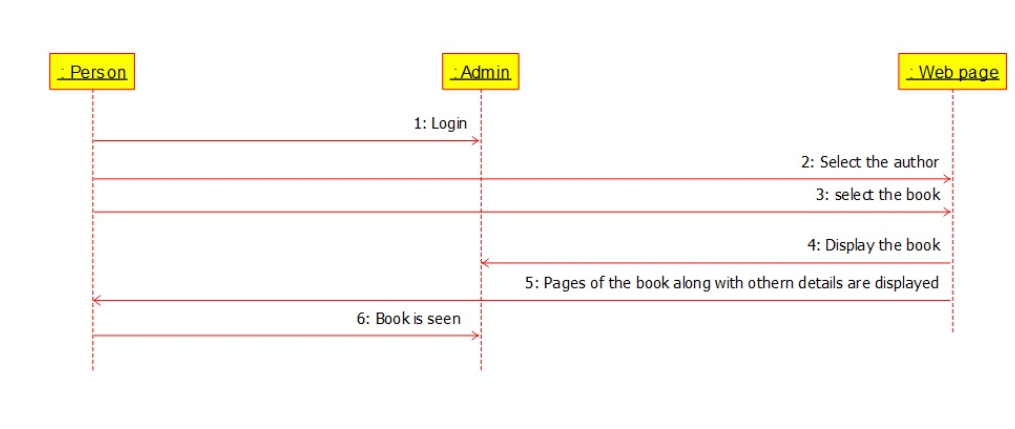 : Person
: Admin
: Web page
1: Login
2: Select the author
3: select the book
4: Display the book
5: Pages of the book along with othern details are displayed
6: Book is seen